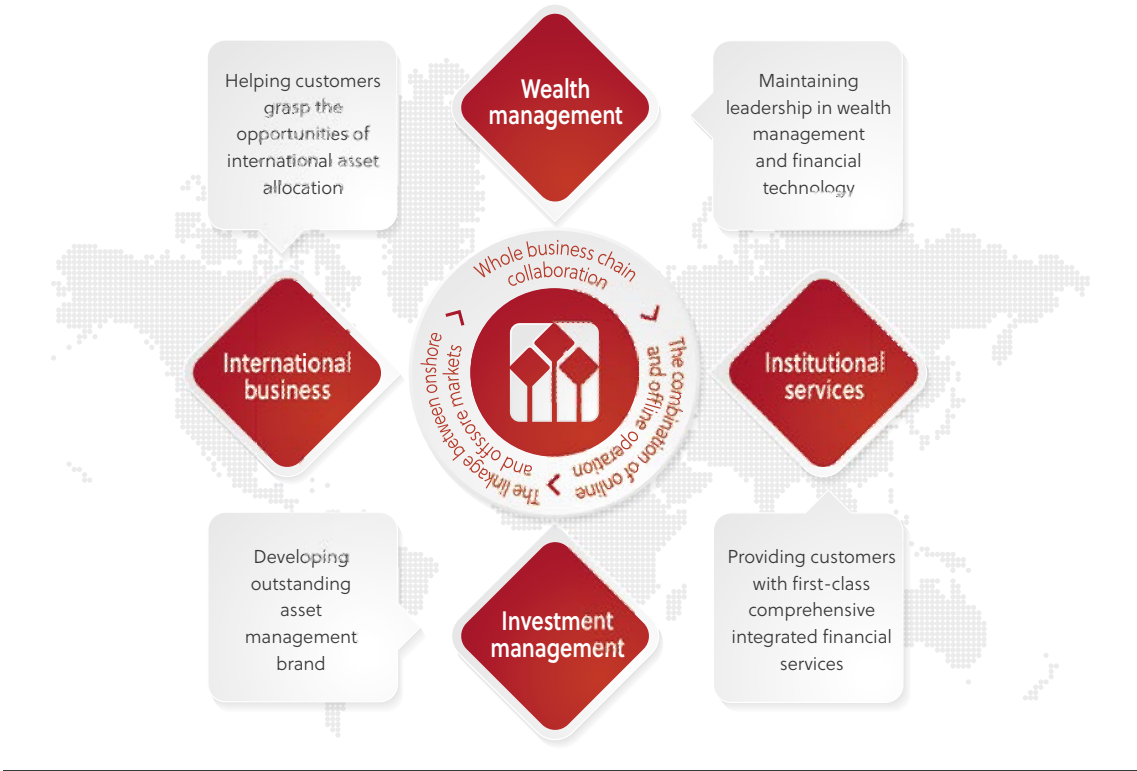 Helping customers
grasp the
opportunities of
international asset
allocation
Wealth
management
Maintaining
leadership in wealth
management
and financial
technology
Whole business chain
collaboration
The combination of online
and offline operation
The linkage between onshore
and offssore markets
International
business
Institutional
services
Developing
outstanding
asset
management
brand
Investment
management
Providing customers
with first-class
comprehensive
integrated financial
services